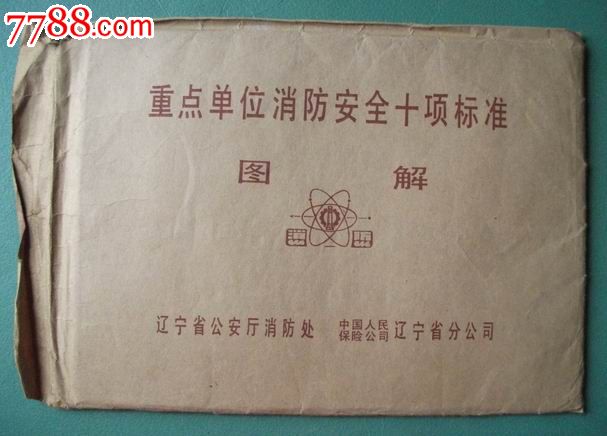 7788.com
重点单位消防安全十项标准
图解
消防
辽宁省公安厅消防处 中国人民保险公司 辽宁省分公司